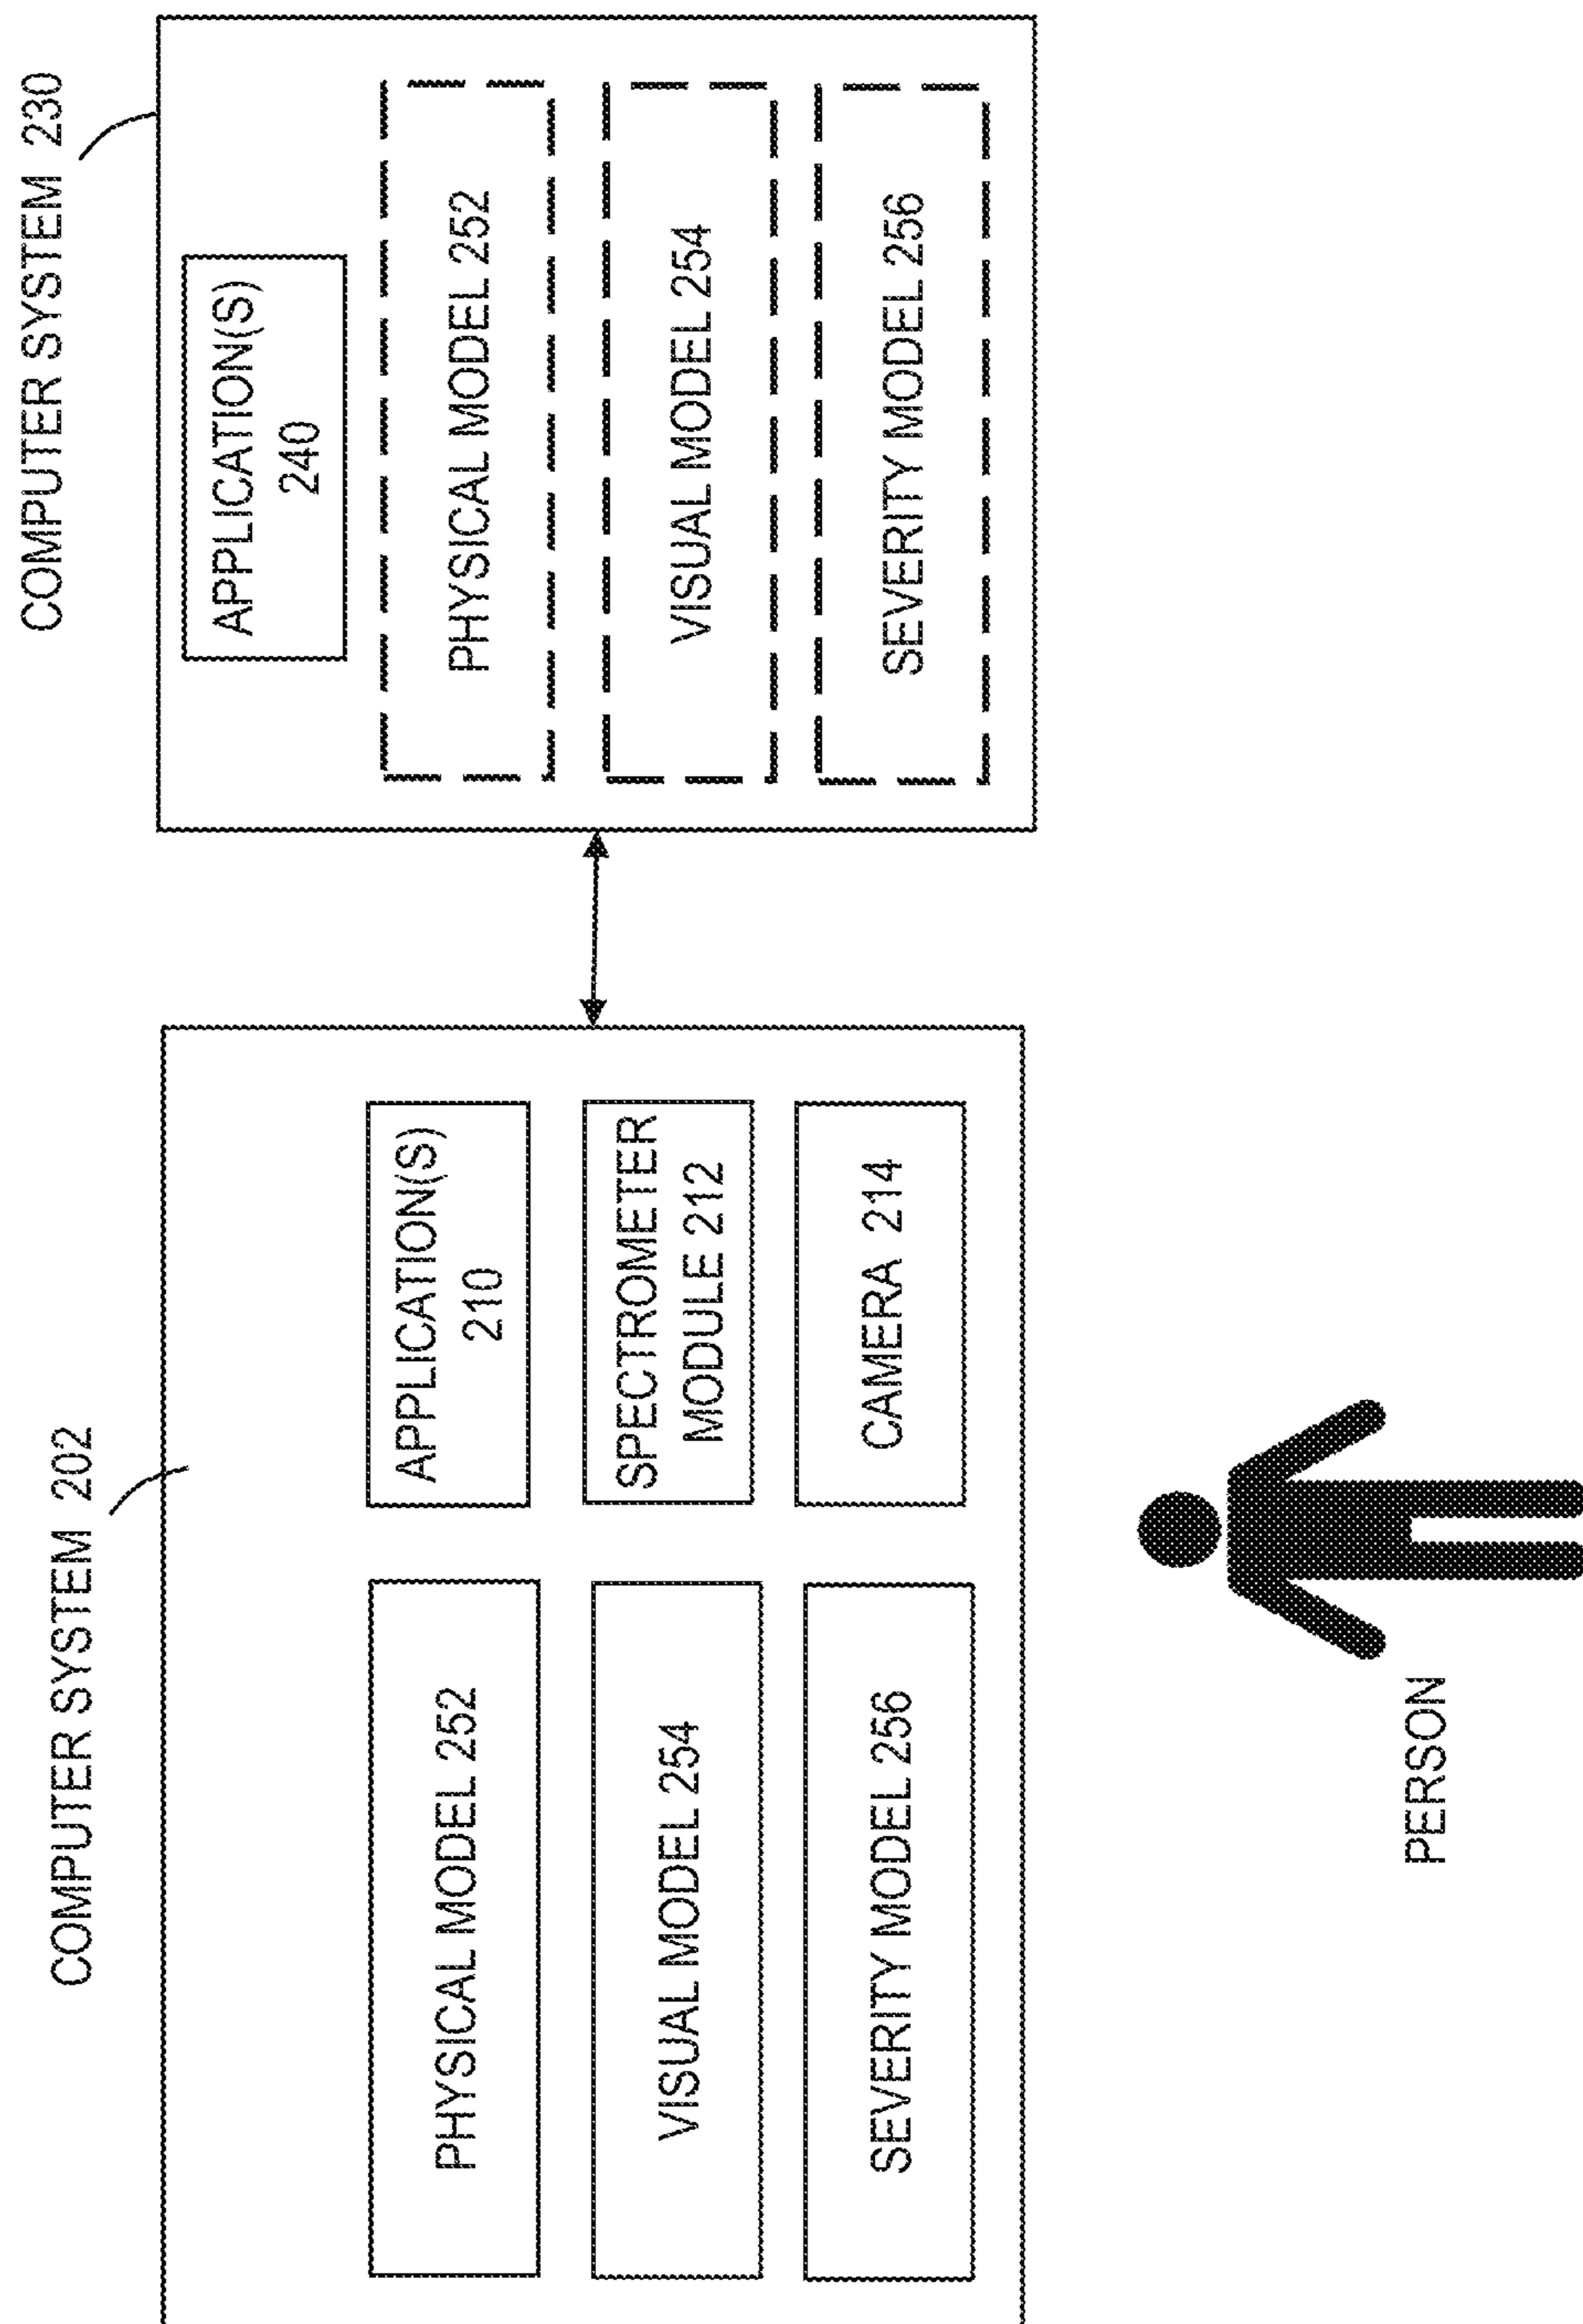 COMPUTER SYSTEM 202
PHYSICAL MODEL 252
VISUAL MODEL 254
SEVERITY MODEL 256
APPLICATION(S)
210
SPECTROMETER
MODULE 212
CAMERA 214
PERSON
COMPUTER SYSTEM 230
APPLICATION(S)
240
PHYSICAL MODEL 252
VISUAL MODEL 254
SEVERITY MODEL 256